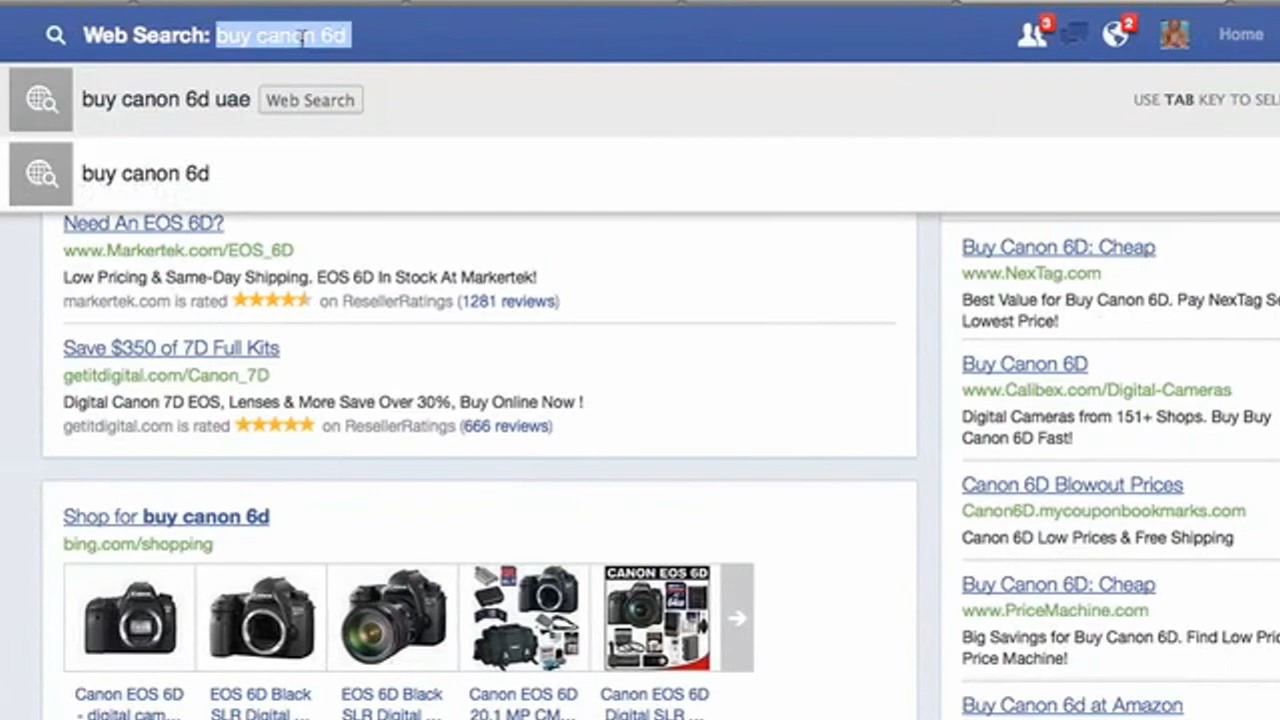 Web Search: buy canon 6d
3
2
Home
buy canon 6d uae Web Search
USE TAB KEY TO
buy canon 6d
Need An EOS 6D?
www.Markertek.com/EOS_6D
Low Pricing & Same-Day Shipping. EOS 6D In Stock At Markertek!
markertek.com is rated on ResellerRatings (1281 reviews)
Save $350 of 7D Full Kits
getitdigital.com/Canon_7D
Digital Canon 7D EOS, Lenses & More Save Over 30%, Buy Online Now !
getitdigital.com is rated on ResellerRatings (666 reviews)
Shop for buy canon 6d
bing.com/shopping
CANON EOS 6D
Canon EOS 6D
- digital cam...
EOS 6D Black
SLR Digital ...
EOS 6D Black
SLR Digital ...
Canon EOS 6D
20.1 MP CM...
Canon EOS 6D
Digital SLR ...
Buy Canon 6D: Cheap
www.NexTag.com
Best Value for Buy Canon 6D. Pay NexTag
Lowest Price!
Buy Canon 6D
www.Calibex.com/Digital-Cameras
Digital Cameras from 151+ Shops. Buy Buy
Canon 6D Fast!
Canon 6D Blowout Prices
Canon6D.mycouponbookmarks.com
Canon 6D Low Prices & Free Shipping
Buy Canon 6D: Cheap
www.PriceMachine.com
Big Savings for Buy Canon 6D. Find Low
Price Machine!
Buy Canon 6d at Amazon